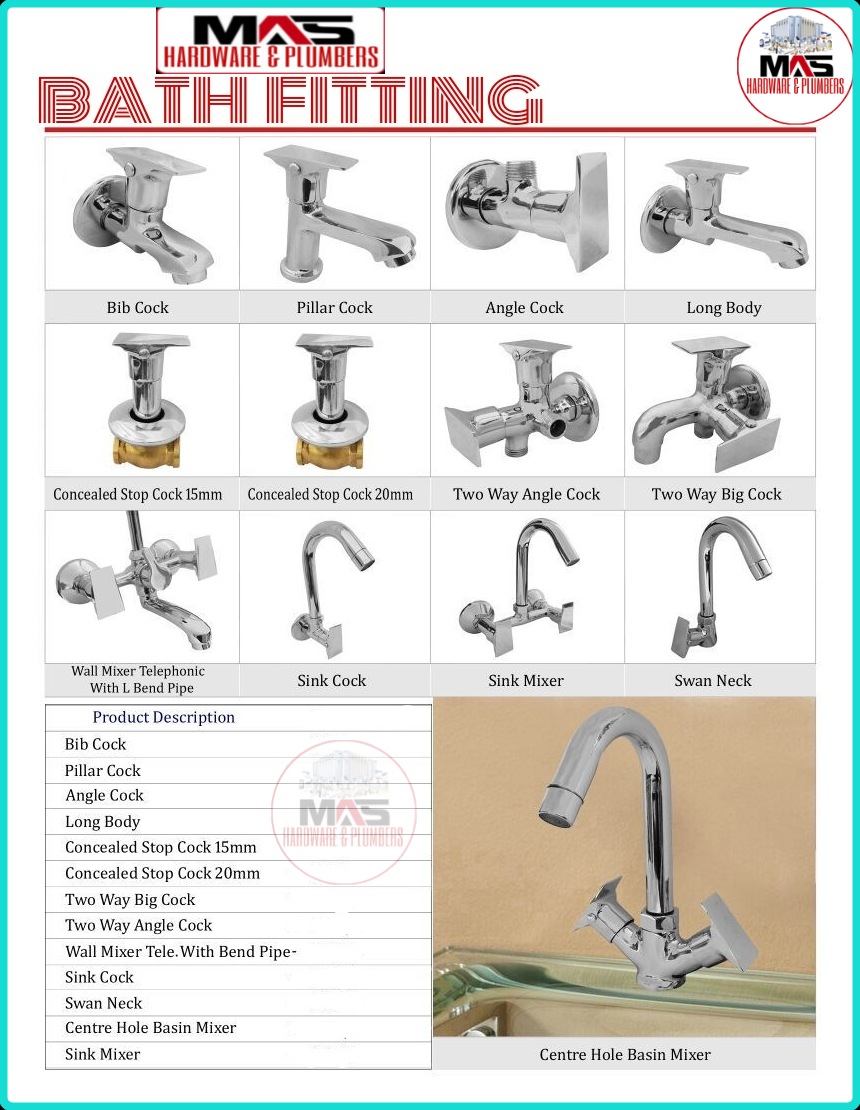 MAS
HARDWARE & PLUMBERS
MAS
HARDWARE & PLUMBERS
BATH FITTING
Bib Cock
Pillar Cock
Angle Cock
Long Body
Concealed Stop Cock 15mm
Concealed Stop Cock 20mm
Two Way Angle Cock
Two Way Big Cock
Wall Mixer Telephonic
With L Bend Pipe
Sink Cock
Sink Mixer
Swan Neck
Product Description
Bib Cock
Pillar Cock
Angle Cock
Long Body
Concealed Stop Cock 15mm
Concealed Stop Cock 20mm
Two Way Big Cock
Two Way Angle Cock
Wall Mixer Tele.With Bend Pipe-
Sink Cock
Swan Neck
Centre Hole Basin Mixer
Sink Mixer
MAS
HARDWARE & PLUMBERS
Centre Hole Basin Mixer